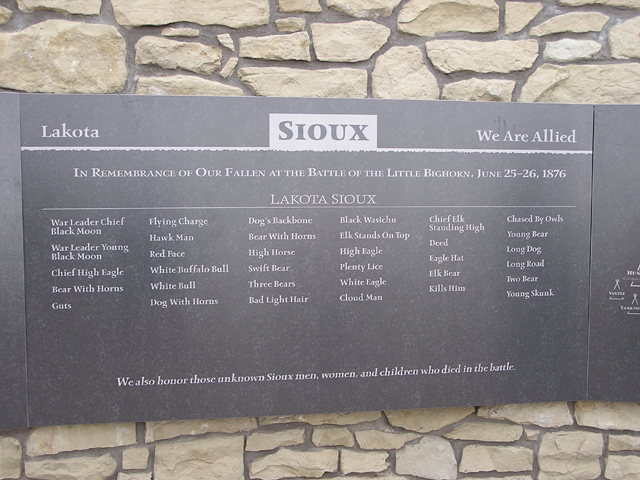 Lakota
SIOUX
We Are Allied
IN REMEMBRANCE OF OUR FALLEN AT THE BATTLE OF THE LITTLE BIGHORN, JUNE 25–26, 1876
LAKOTA SIOUX
War Leader Chief
Black Moon
War Leader Young
Black Moon
Chief High Eagle
Bear With Horns
Guts
Flying Charge
Hawk Man
Red Face
White Buffalo Bull
White Bull
Dog With Horns
Dog's Backbone
Bear With Horns
High Horse
Swift Bear
Three Bears
Bad Light Hair
Black Wasichu
Elk Stands On Top
High Eagle
Plenty Lice
White Eagle
Cloud Man
Chief Elk
Standing High
Deed
Eagle Hat
Elk Bear
Kills Him
Chased By Owls
Young Bear
Long Dog
Long Road
Two Bear
Young Skunk
We also honor those unknown Sioux men, women, and children who died in the battle.